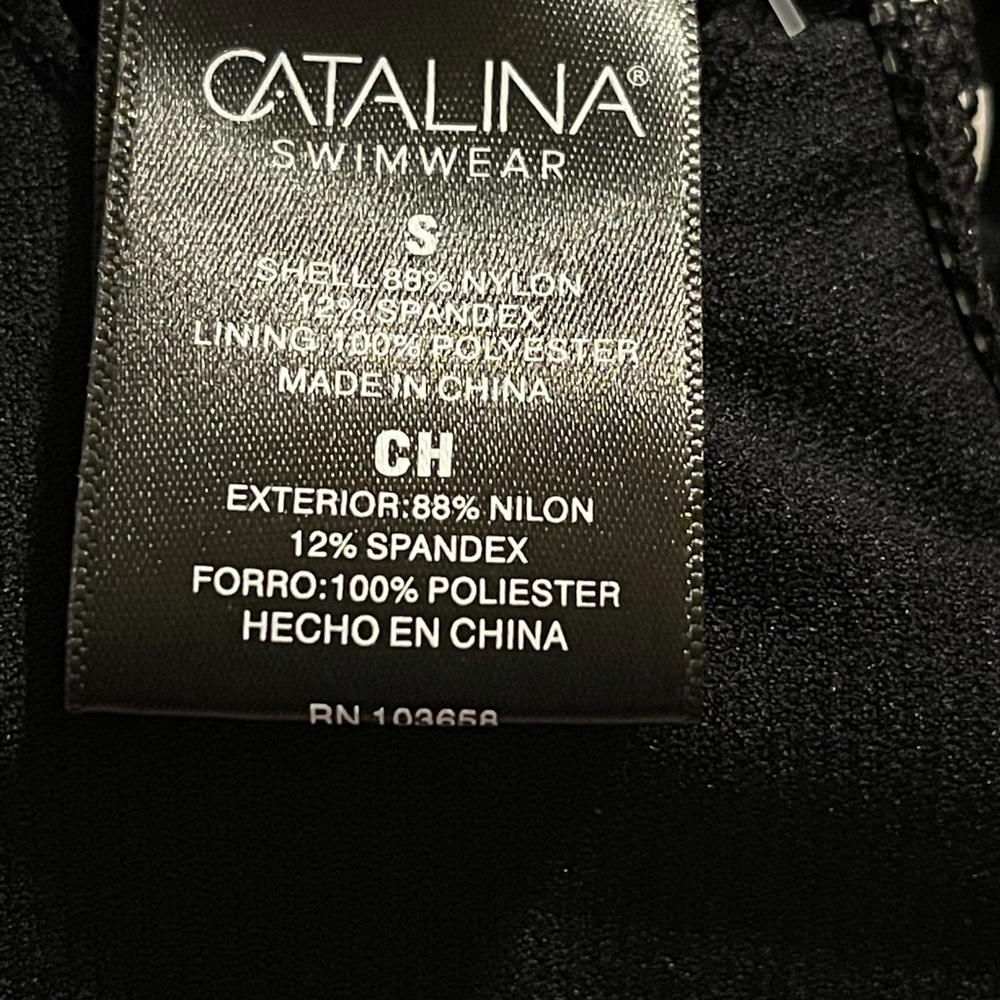 CATALINA®
SWIMWEAR
S
SHELL:88% NYLON
12% SPANDEX
LINING:100% POLYESTER
MADE IN CHINA
CH
EXTERIOR:88% NILON
12% SPANDEX
FORRO:100% POLIESTER
HECHO EN CHINA
RN 103658